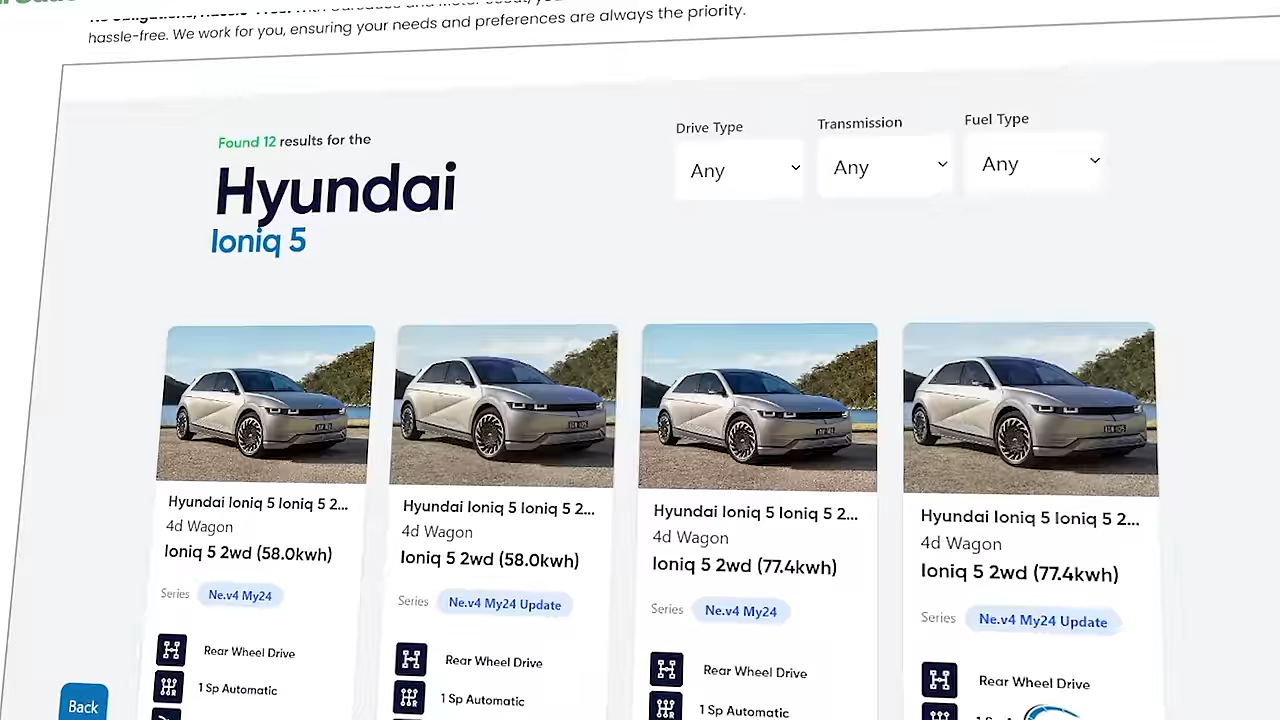 hassle-free. We work for you, ensuring your needs and preferences are always the priority.
Found 12 results for the
Hyundai
Ioniq 5
Drive Type
Transmission
Fuel Type
Any
Any
Any
Hyundai Ioniq 5 Ioniq 5 2...
4d Wagon
Ioniq 5 2wd (58.0kwh)
Series Ne.v4 My24
Rear Wheel Drive
1 Sp Automatic
Hyundai Ioniq 5 Ioniq 5 2...
4d Wagon
Ioniq 5 2wd (58.0kwh)
Series Ne.v4 My24 Update
Rear Wheel Drive
1 Sp Automatic
Hyundai Ioniq 5 Ioniq 5 2...
4d Wagon
Ioniq 5 2wd (77.4kwh)
Series Ne.v4 My24
Rear Wheel Drive
1 Sp Automatic
Hyundai Ioniq 5 Ioniq 5 2...
4d Wagon
Ioniq 5 2wd (77.4kwh)
Series Ne.v4 My24 Update
Rear Wheel Drive
Back